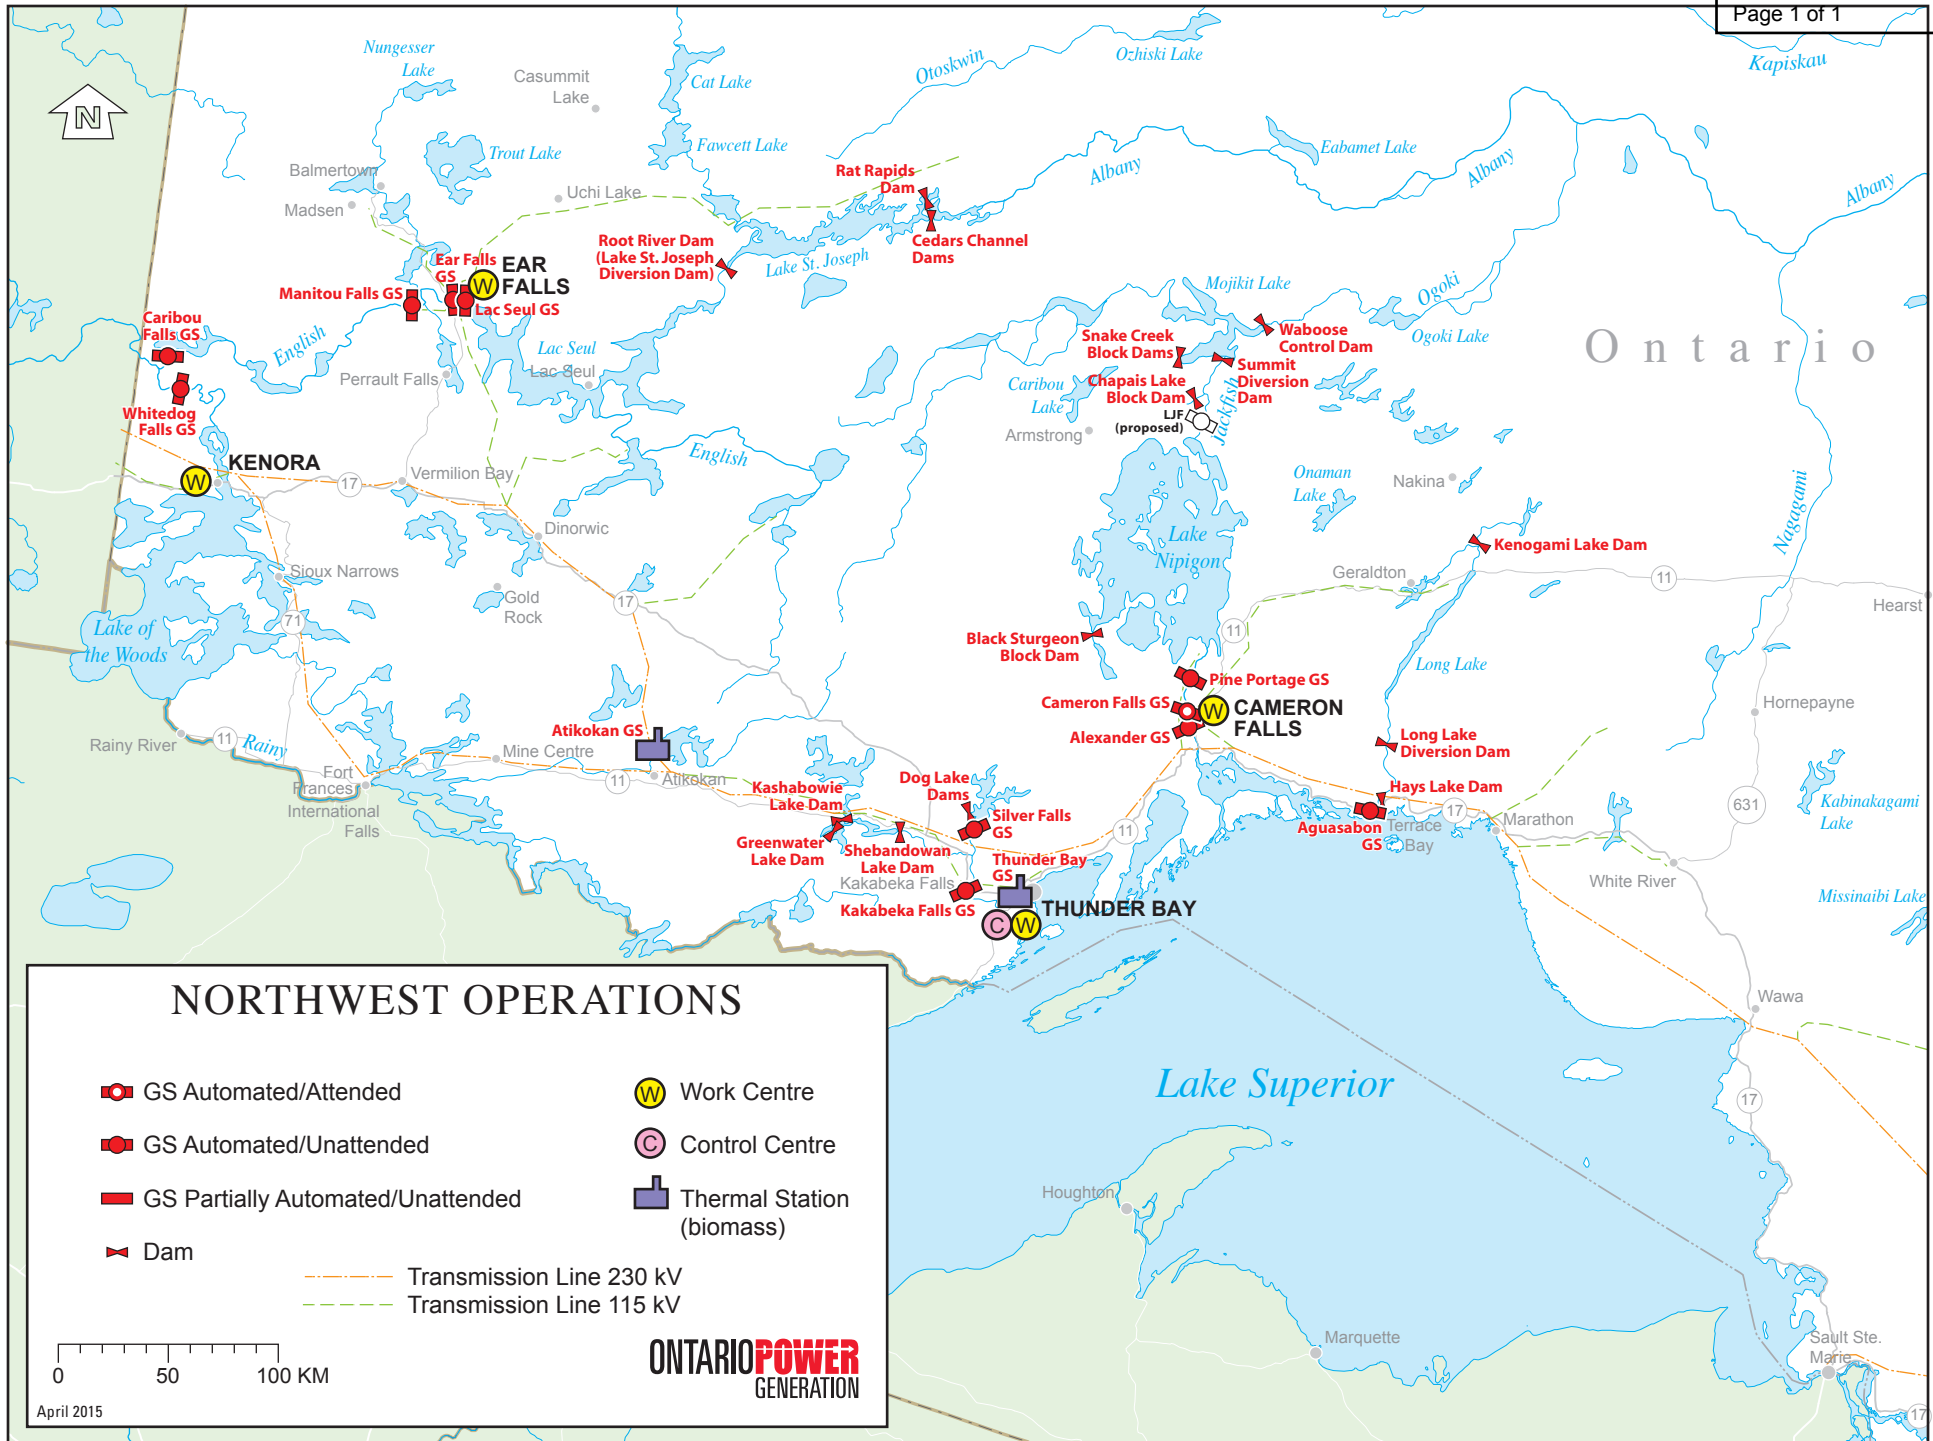 Page 1 of 1
Nungesser
Lake
Casummit
Lake
Cat Lake
Otoskwin
Ozhiski Lake
Kapiskau
N
Trout Lake
Fawcett Lake
Eabamet Lake
Albany
Albany
Albany
Balmertown
Madsen
Uchi Lake
Rat Rapids
Dam
Cedars Channel
Dams
Root River Dam
(Lake St. Joseph
Diversion Dam)
Lake St. Joseph
Ear Falls
GS
W
EAR
FALLS
Manitou Falls GS
Lac Seul GS
Caribou
Falls GS
English
Perrault Falls
Lac Seul
Lac Seul
Whitedog
Falls GS
Mojikit Lake
Ogoki
Ogoki Lake
Waboose
Control Dam
Snake Creek
Block Dams
Summit
Diversion
Dam
Chapais Lake
Block Dam
LJF
(proposed)
Jackfish
Caribou
Lake
Armstrong
Ontario
W
KENORA
17
Vermilion Bay
English
Onaman
Lake
Nakina
Nagagami
Dinorwic
Lake
Nipigon
Kenogami Lake Dam
Geraldton
11
Hearst
Sioux Narrows
71
Gold
Rock
17
Lake of
the Woods
Black Sturgeon
Block Dam
11
Long Lake
Pine Portage GS
Cameron Falls GS
W
CAMERON
FALLS
Alexander GS
Hornepayne
Long Lake
Diversion Dam
Rainy River
11
Rainy
Atikokan GS
Mine Centre
11
Atikokan
Fort
Frances
International
Falls
Kashabowie
Lake Dam
Dog Lake
Dams
Silver Falls
GS
Greenwater
Lake Dam
Shebandowan
Lake Dam
11
Hays Lake Dam
17
Aguasabon
GS
Terrace
Bay
Marathon
631
Kabinakagami
Lake
Thunder Bay
GS
Kakabeka Falls
Kakabeka Falls GS
C
W
THUNDER BAY
White River
Missinaibi Lake
Wawa
Lake Superior
17
Houghton
Marquette
Sault Ste.
Marie
17
NORTHWEST OPERATIONS
GS Automated/Attended
GS Automated/Unattended
GS Partially Automated/Unattended
Dam
W
Work Centre
C
Control Centre
Thermal Station
(biomass)
Transmission Line 230 kV
Transmission Line 115 kV
0 50 100 KM
ONTARIOPOWER
GENERATION
April 2015